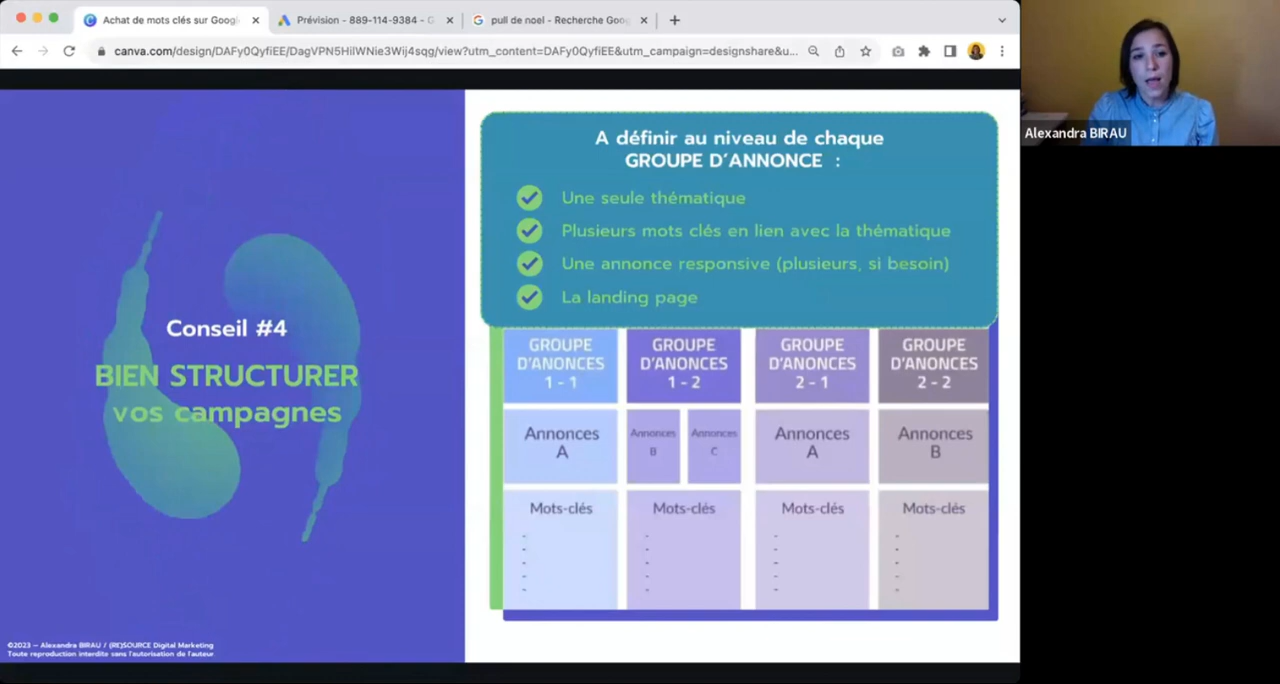 Achat de mots clés sur Googl
Prévision - 889-114-9384 - G
pull de noel - Recherche Goog
canva.com/design/DAFy0QyfiEE/DagVPN5HilWNie3Wij4sqg/view?utm_content=DAFy0QyfiEE&utm_campaign=designshare&u...
Alexandra BIRAU
Conseil #4
BIEN STRUCTURER
vos campagnes
©2023 – Alexandra BIRAU / (RE)SOURCE Digital Marketing
Toute reproduction interdite sans l'autorisation de l'auteur
A définir au niveau de chaque
GROUPE D'ANNONCE :
Une seule thématique
Plusieurs mots clés en lien avec la thématique
Une annonce responsive (plusieurs, si besoin)
La landing page
GROUPE D'ANONCES 1 - 1
GROUPE D'ANONCES 1 - 2
GROUPE D'ANONCES 2 - 1
GROUPE D'ANONCES 2 - 2
Annonces A
Annonces B
Annonces C
Annonces A
Annonces B
Mots-clés
Mots-clés
Mots-clés
Mots-clés